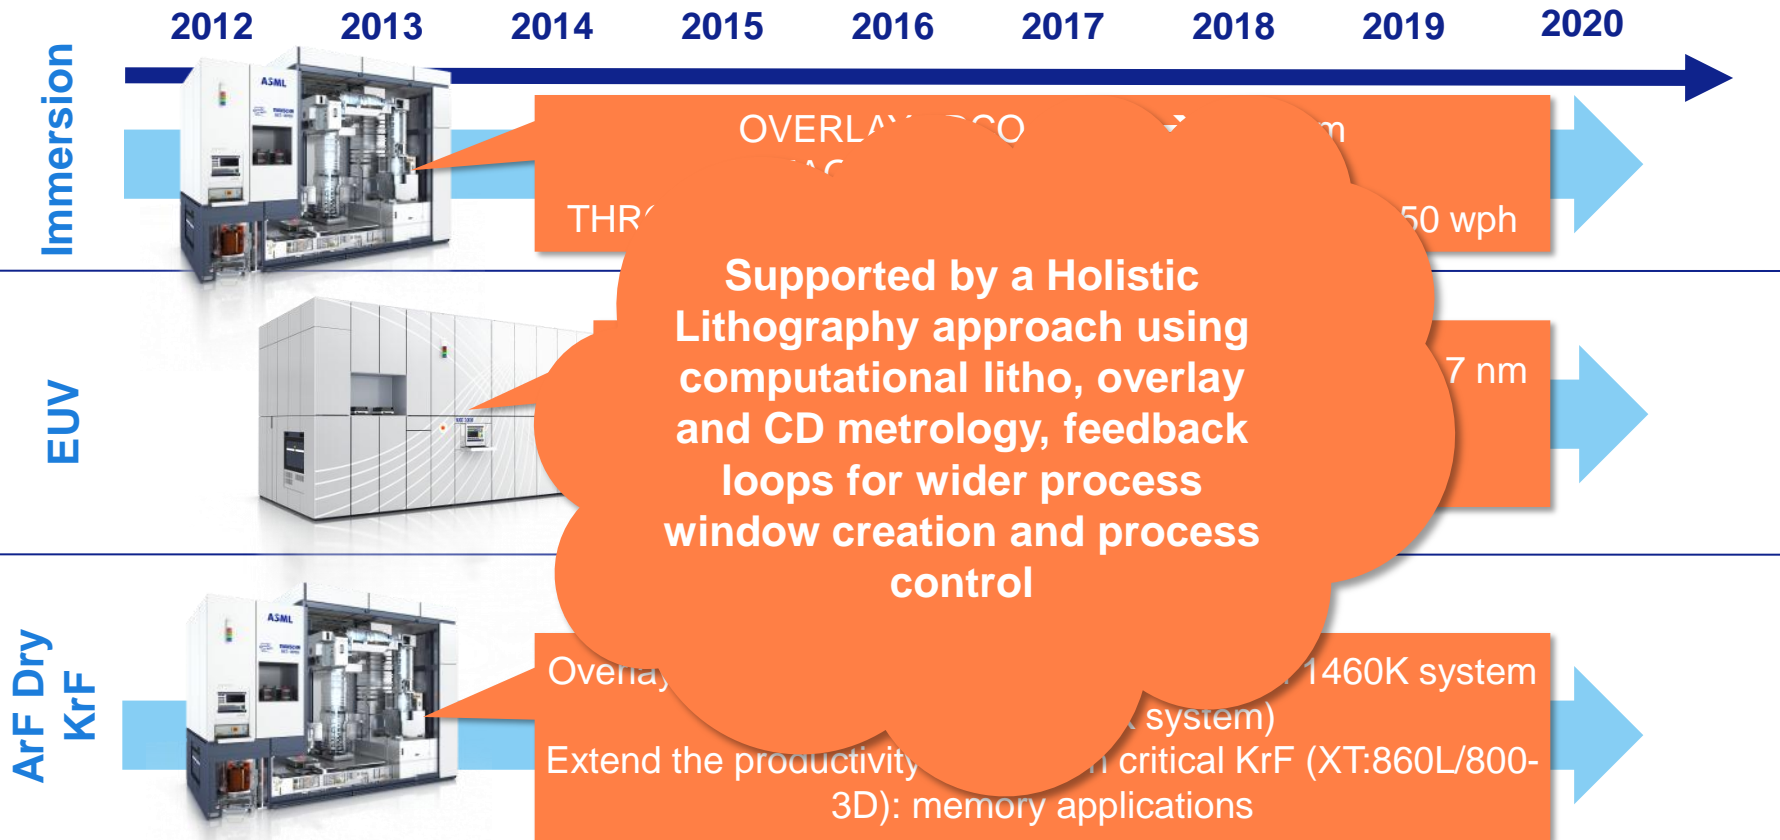 2012 2013 2014 2015 2016 2017 2018 2019 2020
Immersion
ASML
OVERLAY
50 wph
Supported by a Holistic
Lithography approach using
computational litho, overlay
and CD metrology, feedback
loops for wider process
window creation and process
control
EUV
7 nm
ArF Dry
KrF
ASML
1460K system
system)
Extend the productivity critical KrF (XT:860L/800-
3D): memory applications